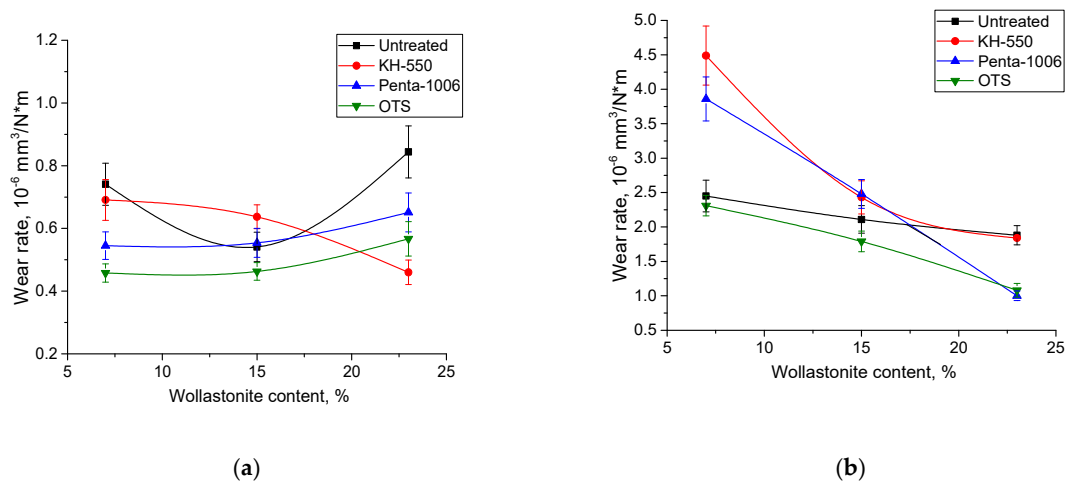 1.2
1.0
0.8
0.6
0.4
0.2
5
10
15
20
25
Wear rate, 10⁻⁶ mm³/N*m
Wollastonite content, %
Untreated
KH-550
Penta-1006
OTS
(a)
5.0
4.5
4.0
3.5
3.0
2.5
2.0
1.5
1.0
0.5
5
10
15
20
25
Wear rate, 10⁻⁶ mm³/N*m
Wollastonite content, %
Untreated
KH-550
Penta-1006
OTS
(b)